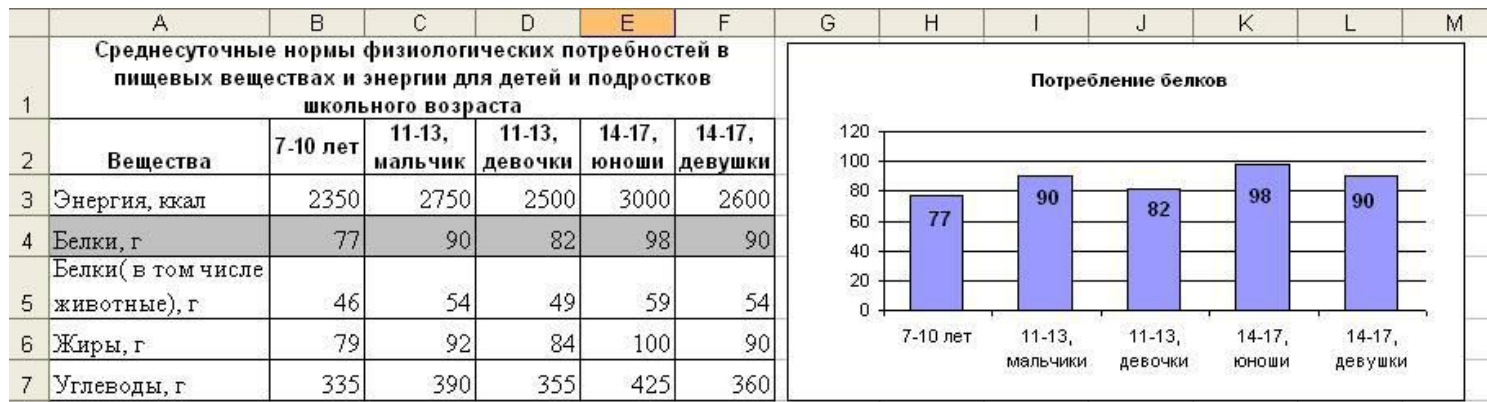 A B C D E F G H I J K L M
1 Среднесуточные нормы физиологических потребностей в
пищевых веществах и энергии для детей и подростков
школьного возраста
2 Вещества 7-10 лет 11-13, мальчик 11-13, девочки 14-17, юноши 14-17, девушки
3 Энергия, ккал 2350 2750 2500 3000 2600
4 Белки, г 77 90 82 98 90
Белки( в том числе
5 животные), г 46 54 49 59 54
6 Жиры, г 79 92 84 100 90
7 Углеводы, г 335 390 355 425 360
Потребление белков
120
100
80
60
40
20
0
77 90 82 98 90
7-10 лет 11-13, 11-13, 14-17, 14-17,
мальчики девочки юноши девушки